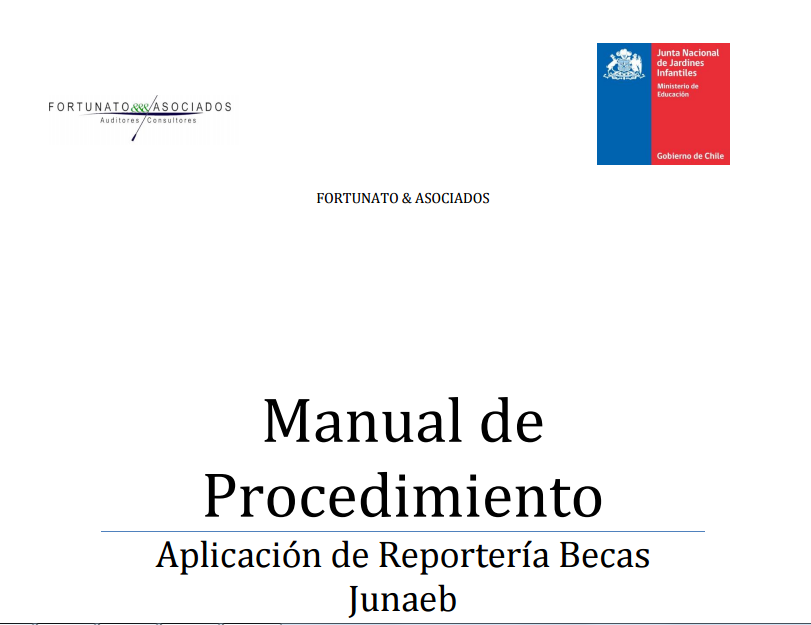 FORTUNATO&&&ASOCIADOS
Auditores Consultores
Junta Nacional
de Jardines
Infantiles
Ministerio de
Educación
Gobierno de Chile
FORTUNATO & ASOCIADOS
Manual de
Procedimiento
Aplicación de Reportería Becas
Junaeb